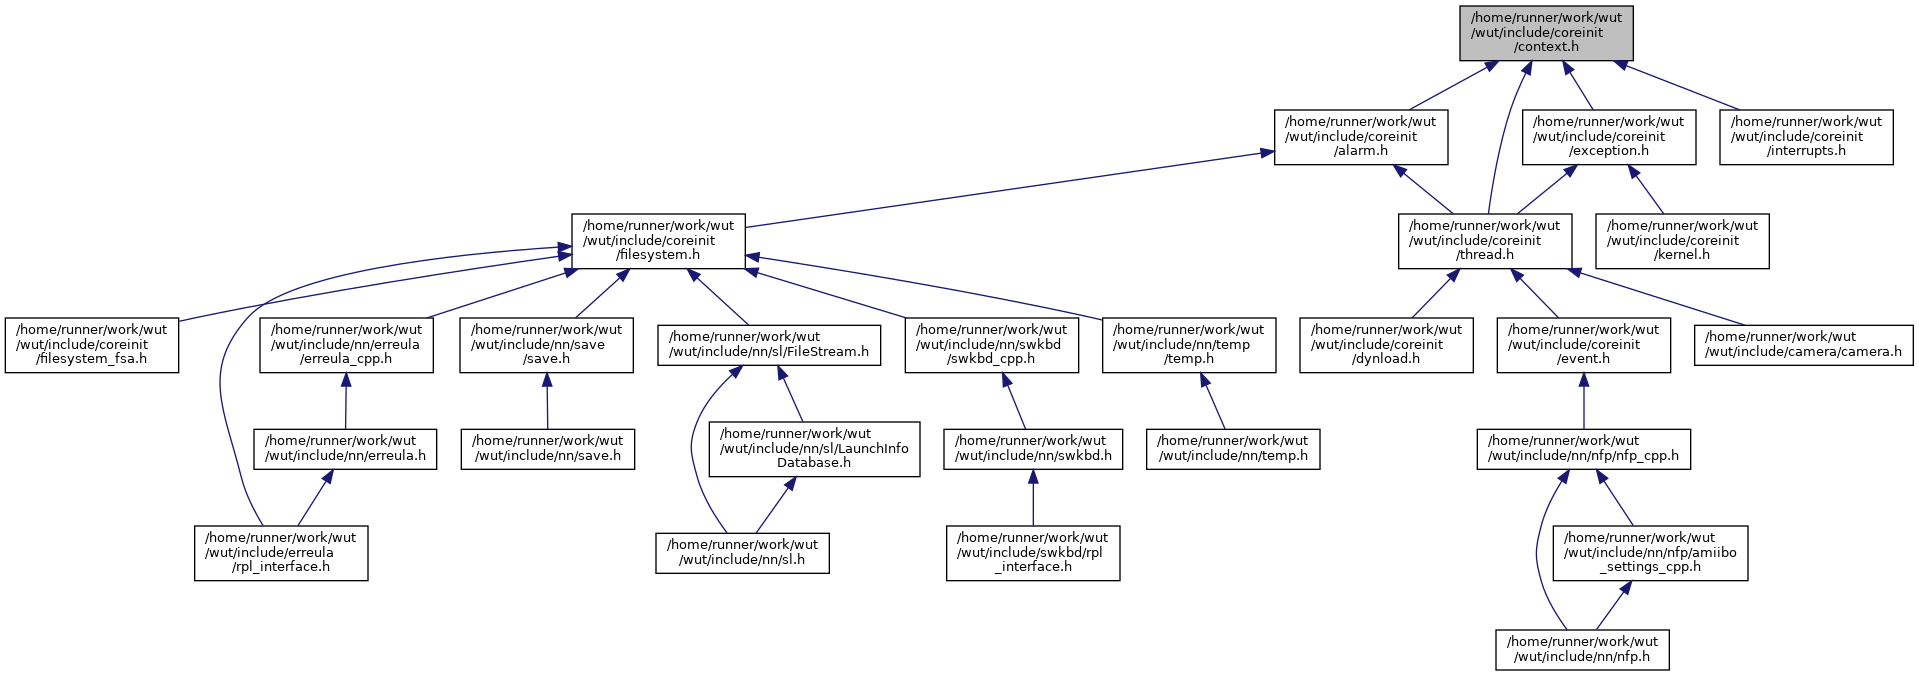 /home/runner/work/wut
/wut/include/coreinit
/context.h
/home/runner/work/wut
/wut/include/coreinit
/alarm.h
/home/runner/work/wut
/wut/include/coreinit
/exception.h
/home/runner/work/wut
/wut/include/coreinit
/interrupts.h
/home/runner/work/wut
/wut/include/coreinit
/filesystem.h
/home/runner/work/wut
/wut/include/coreinit
/thread.h
/home/runner/work/wut
/wut/include/coreinit
/kernel.h
/home/runner/work/wut
/wut/include/coreinit
/filesystem_fsa.h
/home/runner/work/wut
/wut/include/nn/erreula
/erreula_cpp.h
/home/runner/work/wut
/wut/include/nn/save
/save.h
/home/runner/work/wut
/wut/include/nn/sl/FileStream.h
/home/runner/work/wut
/wut/include/nn/swkbd
/swkbd_cpp.h
/home/runner/work/wut
/wut/include/nn/temp
/temp.h
/home/runner/work/wut
/wut/include/coreinit
/dynload.h
/home/runner/work/wut
/wut/include/coreinit
/event.h
/home/runner/work/wut
/wut/include/camera/camera.h
/home/runner/work/wut
/wut/include/nn/erreula.h
/home/runner/work/wut
/wut/include/nn/save.h
/home/runner/work/wut
/wut/include/nn/sl/LaunchInfo
Database.h
/home/runner/work/wut
/wut/include/nn/swkbd.h
/home/runner/work/wut
/wut/include/nn/temp.h
/home/runner/work/wut
/wut/include/nn/nfp/nfp_cpp.h
/home/runner/work/wut
/wut/include/erreula
/rpl_interface.h
/home/runner/work/wut
/wut/include/nn/sl.h
/home/runner/work/wut
/wut/include/swkbd/rpl
_interface.h
/home/runner/work/wut
/wut/include/nn/nfp/amiibo
_settings_cpp.h
/home/runner/work/wut
/wut/include/nn/nfp.h